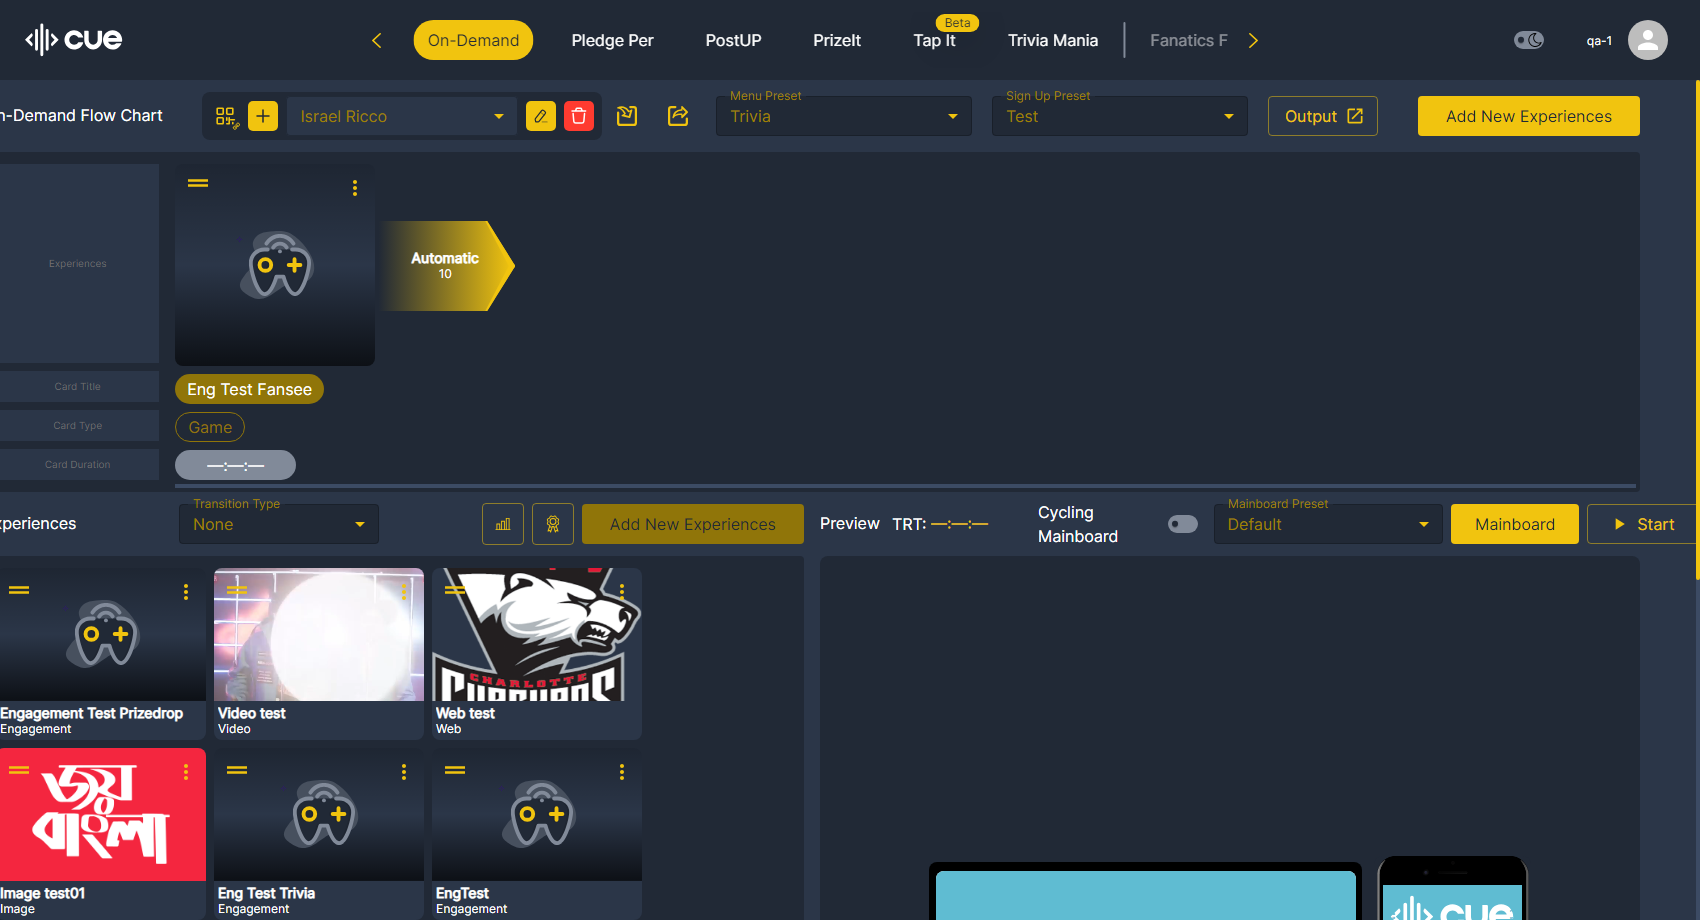 cue
On-Demand
Pledge Per
PostUP
PrizeIt
Beta
Tap It
Trivia Mania
Fanatics F
qa-1
n-Demand Flow Chart
Israel Ricco
Menu Preset
Trivia
Sign Up Preset
Test
Output
Add New Experiences
Experiences
Automatic
10
Card Title
Eng Test Fansee
Card Type
Game
Card Duration
—:—:—
xperiences
Transition Type
None
Add New Experiences
Preview
TRT: —:—:—
Cycling
Mainboard
Mainboard Preset
Default
Mainboard
Start
CHARLOTTE
Engagement Test Prizedrop
Engagement
Video test
Video
Web test
Web
জয়
বাংলা
Image test01
Image
Eng Test Trivia
Engagement
EngTest
Engagement
cue